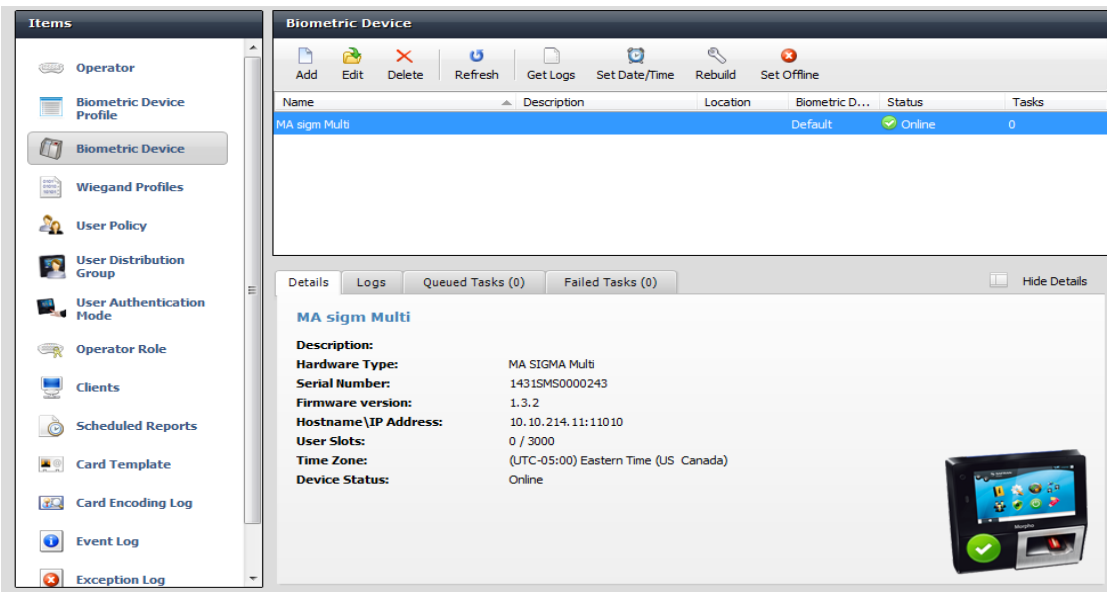 Items
Operator
Biometric Device
Profile
Biometric Device
Wiegand Profiles
User Policy
User Distribution
Group
User Authentication
Mode
Operator Role
Clients
Scheduled Reports
Card Template
Card Encoding Log
Event Log
Exception Log
Biometric Device
Add Edit Delete Refresh Get Logs Set Date/Time Rebuild Set Offline
Name Description Location Biometric D... Status Tasks
MA sigm Multi Default Online 0
Details Logs Queued Tasks (0) Failed Tasks (0) Hide Details
MA sigm Multi
Description:
Hardware Type: MA SIGMA Multi
Serial Number: 1431SMS0000243
Firmware version: 1.3.2
Hostname\IP Address: 10.10.214.11:11010
User Slots: 0 / 3000
Time Zone: (UTC-05:00) Eastern Time (US Canada)
Device Status: Online
Morpho